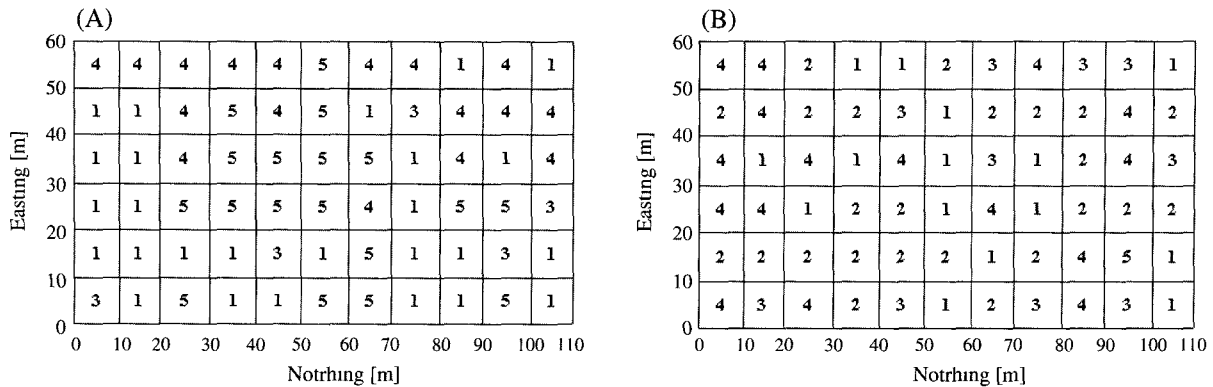 (A)
60
4 4 4 4 4 5 4 4 1 4 1
50
1 1 4 5 4 5 1 3 4 4 4
40
1 1 4 5 5 5 5 1 4 1 4
30
1 1 5 5 5 5 4 1 5 5 3
20
1 1 1 1 3 1 5 1 1 3 1
10
3 1 5 1 1 5 5 1 1 5 1
0
0 10 20 30 40 50 60 70 80 90 100 110
Easting [m]
Notrhing [m]
(B)
60
4 4 2 1 1 2 3 4 3 3 1
50
2 4 2 2 3 1 2 2 2 4 2
40
4 1 4 1 4 1 3 1 2 4 3
30
4 4 1 2 2 1 4 1 2 2 2
20
2 2 2 2 2 2 1 2 4 5 1
10
4 3 4 2 3 1 2 3 4 3 1
0
0 10 20 30 40 50 60 70 80 90 100 110
Easting [m]
Notrhing [m]